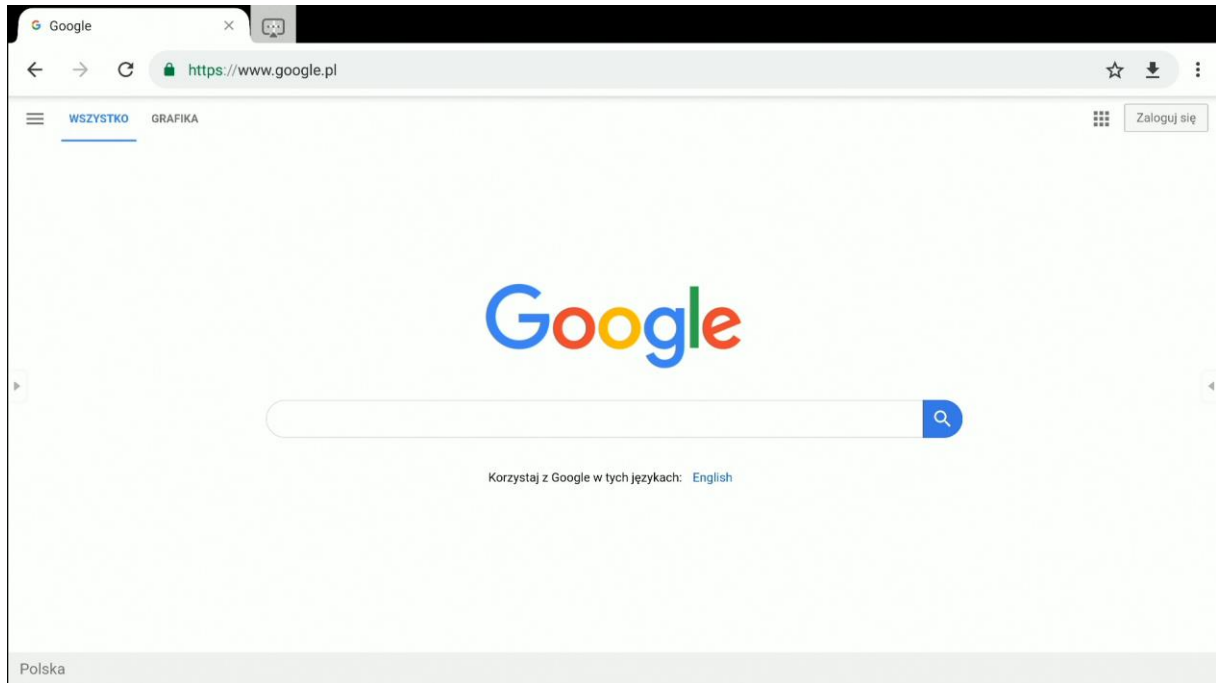 Google
https://www.google.pl
WSZYSTKO GRAFIKA
Zaloguj się
Google
Korzystaj z Google w tych językach: English
Polska